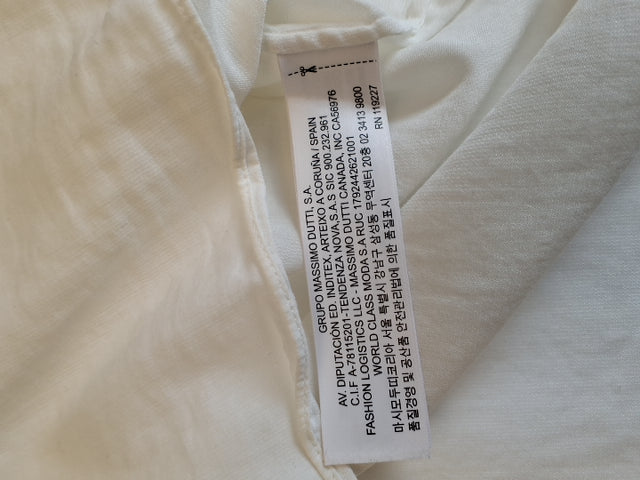 GRUPO MASSIMO DUTTI, S.A.
AV. DIPUTACIÓN ED. INDITEX, ARTEIXO A CORUÑA / SPAIN
C.I.F A-78115201-TENDENZA NOVA,S.A.S SIC 900.232.961
FASHION LOGISTICS LLC - MASSIMO DUTTI CANADA, INC CA56976
WORLD CLASS MODA S.A RUC 1792442621001
마시모두띠코리아 서울 특별시 강남구 삼성동 무역센터 20층 02 3413 9800
품질경영 및 공산품 안전관리법에 의한 품질표시
RN 119227